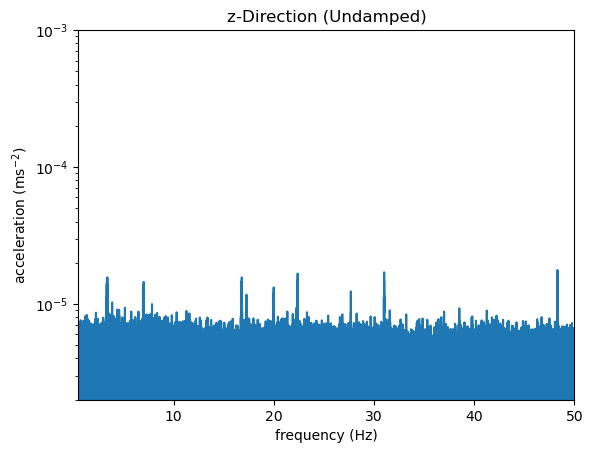 z-Direction (Undamped)
10⁻³
10⁻⁴
10⁻⁵
acceleration (ms⁻²)
10 20 30 40 50
frequency (Hz)